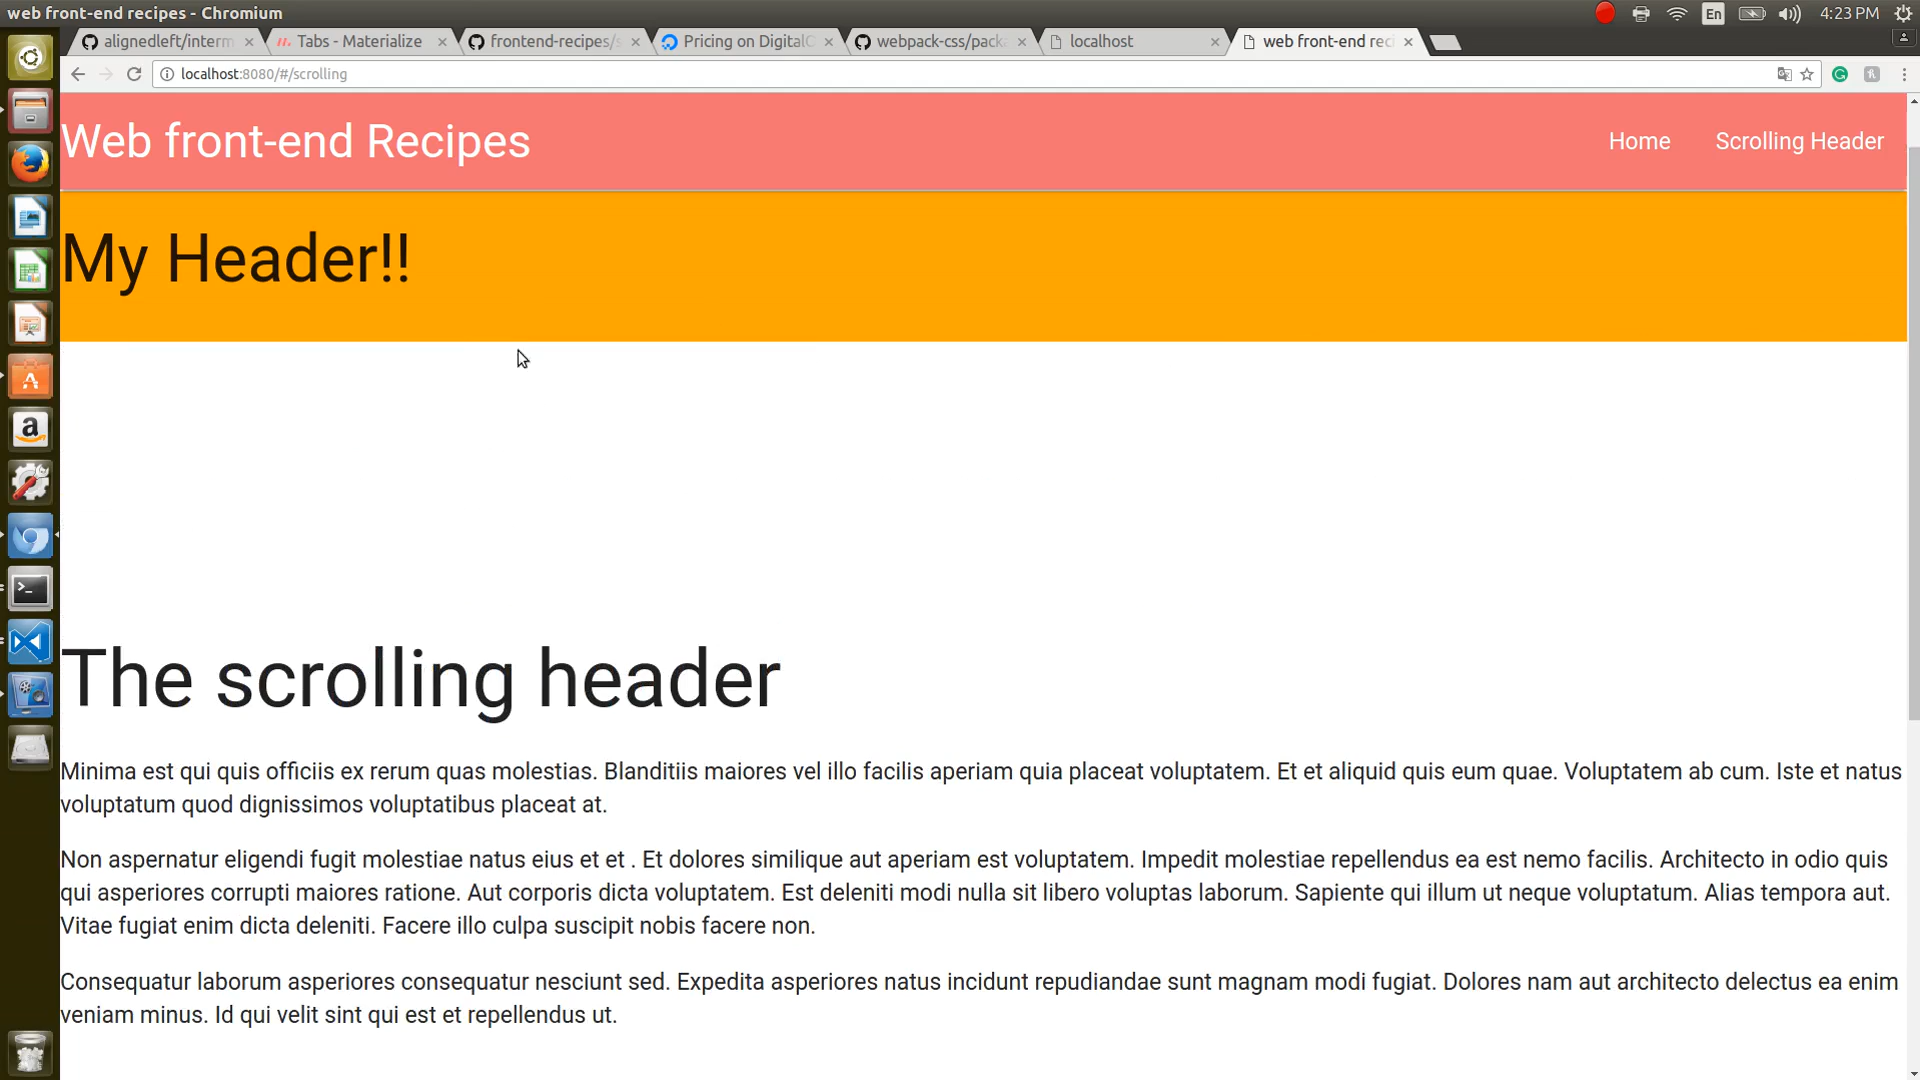 web front-end recipes - Chromium
En
4:23 PM
alignedleft/interm
Tabs - Materialize
frontend-recipes/s
Pricing on DigitalO
webpack-css/packa
localhost
web front-end reci
localhost:8080/#/scrolling
Web front-end Recipes
Home
Scrolling Header
My Header!!
The scrolling header
Minima est qui quis officiis ex rerum quas molestias. Blanditiis maiores vel illo facilis aperiam quia placeat voluptatem. Et et aliquid quis eum quae. Voluptatem ab cum. Iste et natus
voluptatum quod dignissimos voluptatibus placeat at.
Non aspernatur eligendi fugit molestiae natus eius et et . Et dolores similique aut aperiam est voluptatem. Impedit molestiae repellendus ea est nemo facilis. Architecto in odio quis
qui asperiores corrupti maiores ratione. Aut corporis dicta voluptatem. Est deleniti modi nulla sit libero voluptas laborum. Sapiente qui illum ut neque voluptatum. Alias tempora aut.
Vitae fugiat enim dicta deleniti. Facere illo culpa suscipit nobis facere non.
Consequatur laborum asperiores consequatur nesciunt sed. Expedita asperiores natus incidunt repudiandae sunt magnam modi fugiat. Dolores nam aut architecto delectus ea enim
veniam minus. Id qui velit sint qui est et repellendus ut.